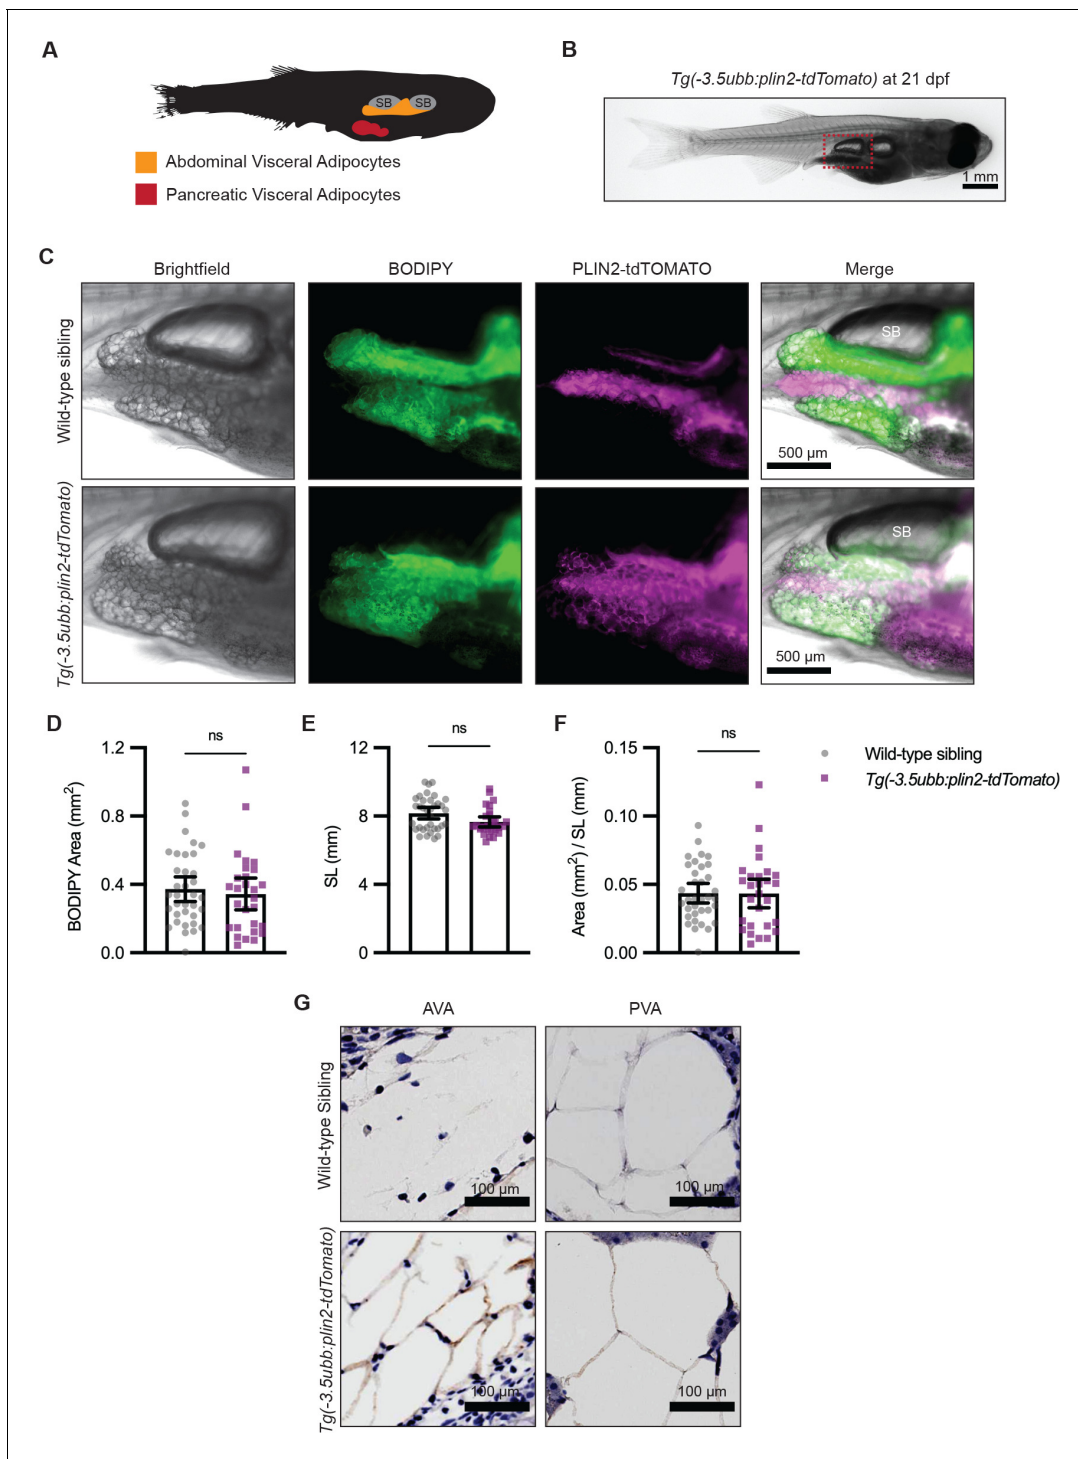 A
SB SB
Abdominal Visceral Adipocytes
Pancreatic Visceral Adipocytes
B
Tg(-3.5ubb:plin2-tdTomato) at 21 dpf
1 mm
C
Brightfield BODIPY PLIN2-tdTOMATO Merge
Wild-type sibling
SB
500 µm
Tg(-3.5ubb:plin2-tdTomato)
SB
500 µm
D
ns
BODIPY Area (mm²)
1.2
0.8
0.4
0.0
E
ns
SL (mm)
12
8
4
0
F
ns
Area (mm²) / SL (mm)
0.15
0.10
0.05
0.00
Wild-type sibling
Tg(-3.5ubb:plin2-tdTomato)
G
AVA PVA
Wild-type Sibling
100 µm
100 µm
Tg(-3.5ubb:plin2-tdTomato)
100 µm
100 µm